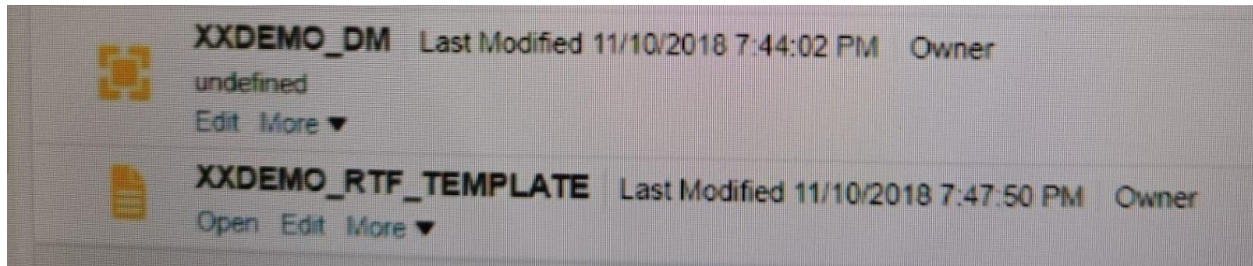 XXDEMO_DM Last Modified 11/10/2018 7:44:02 PM Owner
undefined
Edit More
XXDEMO_RTF_TEMPLATE Last Modified 11/10/2018 7:47:50 PM Owner
Open Edit More